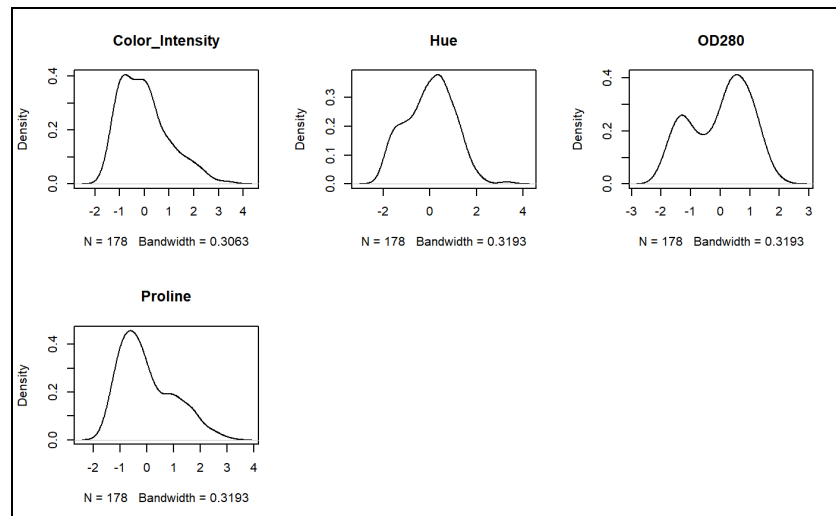 Color_Intensity
Density
0.0 0.2 0.4
-2 -1 0 1 2 3 4
N = 178 Bandwidth = 0.3063
Hue
Density
0.0 0.1 0.2 0.3
-2 0 2 4
N = 178 Bandwidth = 0.3193
OD280
Density
0.0 0.2 0.4
-3 -2 -1 0 1 2 3
N = 178 Bandwidth = 0.3193
Proline
Density
0.0 0.2 0.4
-2 -1 0 1 2 3 4
N = 178 Bandwidth = 0.3193